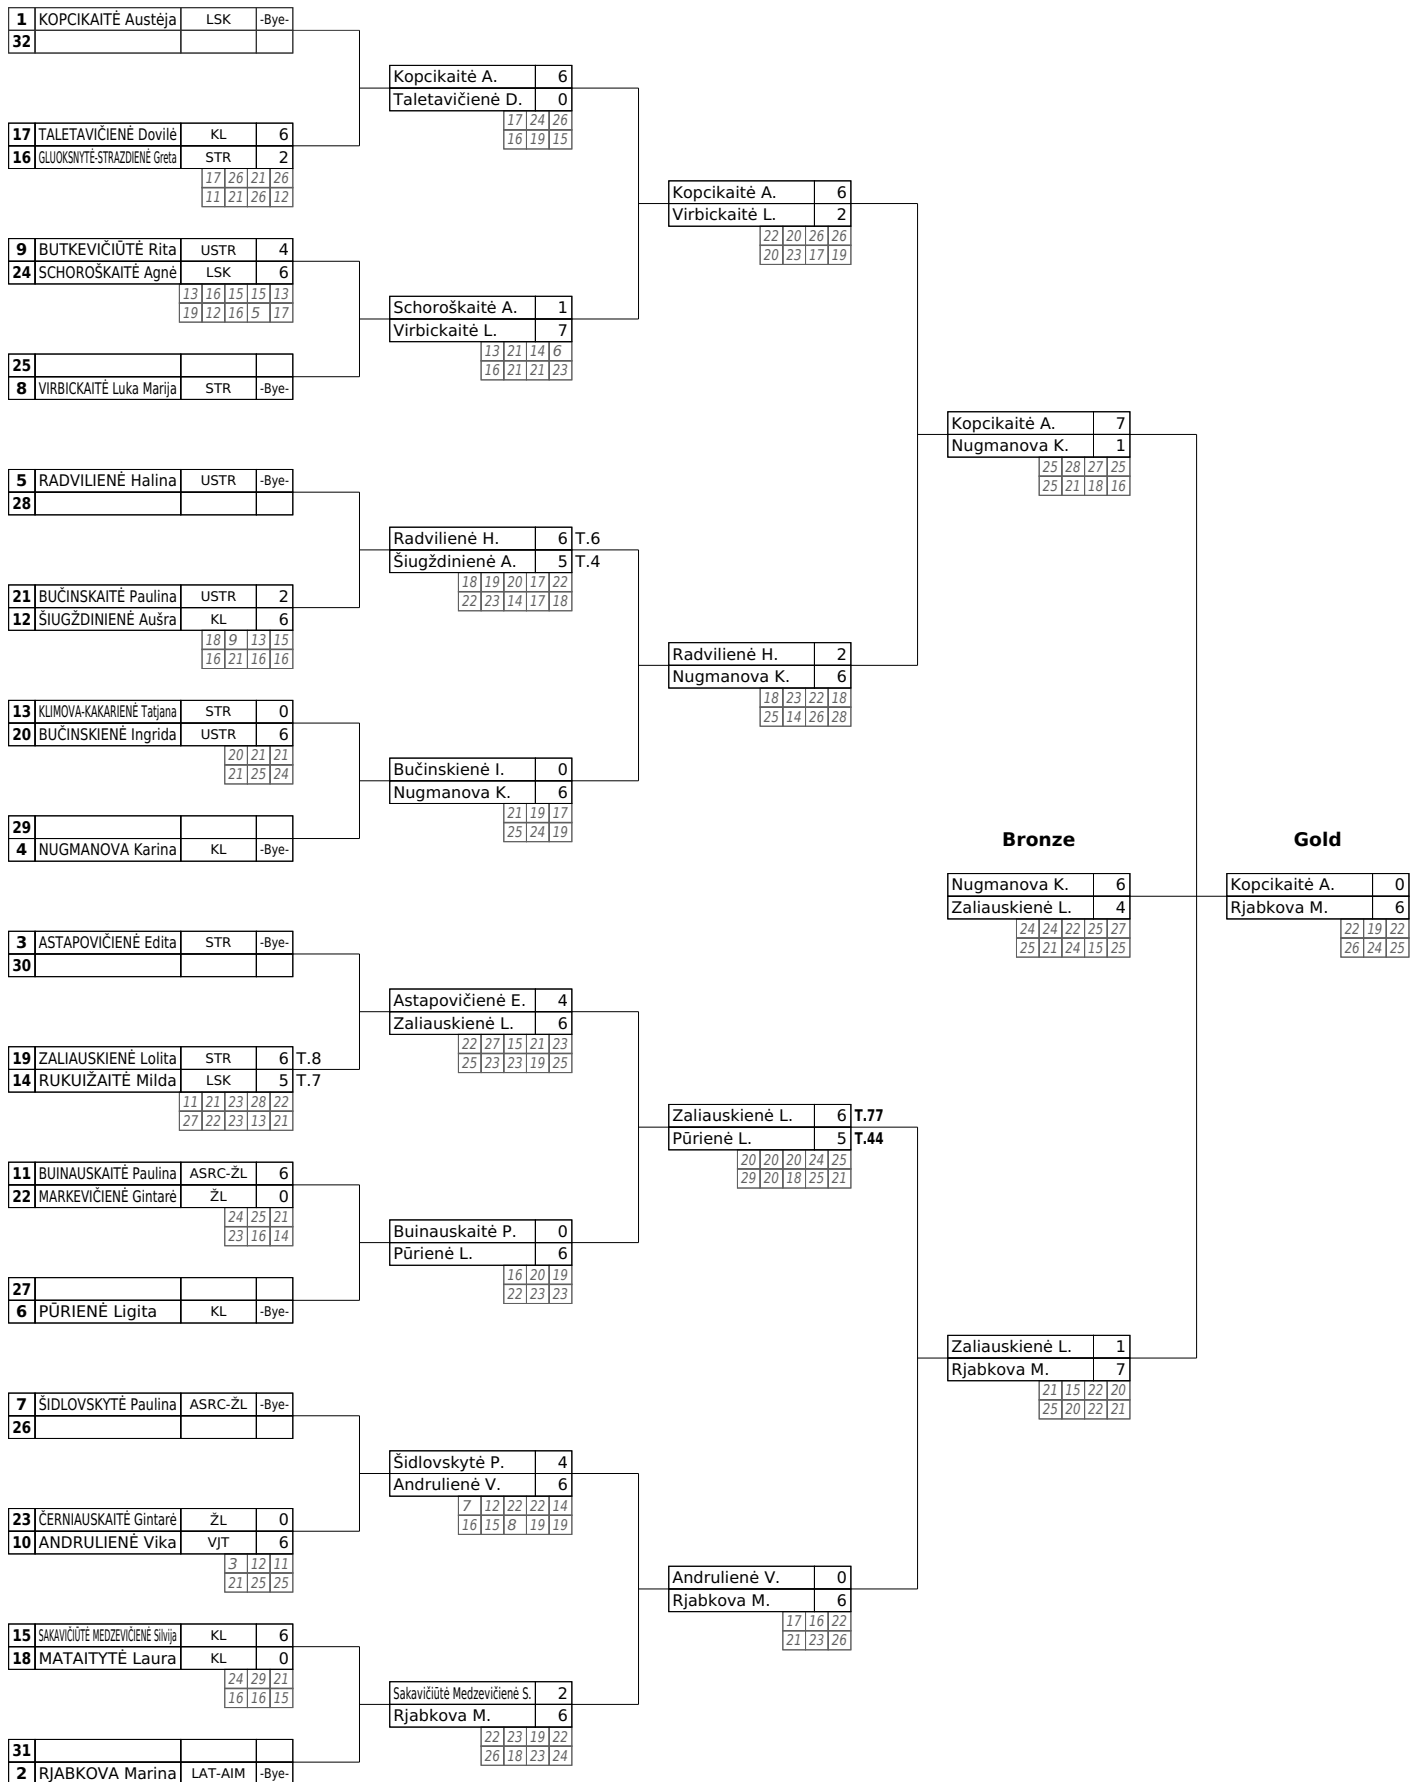 1 KOPCIKAITĖ Austėja LSK -Bye-
32
17 TALETAVIČIENĖ Dovilė KL 6
16 GLUOKSNYTĖ-STRAZDIENĖ Greta STR 2
17 26 21 26
11 21 26 12
9 BUTKEVIČIŪTĖ Rita USTR 4
24 SCHOROŠKAITĖ Agnė LSK 6
13 16 15 15 13
19 12 16 5 17
25
8 VIRBICKAITĖ Luka Marija STR -Bye-
5 RADVILIENĖ Halina USTR -Bye-
28
21 BUČINSKAITĖ Paulina USTR 2
12 ŠIUGŽDINIENĖ Aušra KL 6
18 9 13 15
16 21 16 16
13 KLIMOVA-KAKARIENĖ Tatjana STR 0
20 BUČINSKIENĖ Ingrida USTR 6
20 21 21
21 25 24
29
4 NUGMANOVA Karina KL -Bye-
3 ASTAPOVIČIENĖ Edita STR -Bye-
30
19 ZALIAUSKIENĖ Lolita STR 6 T.8
14 RUKUIŽAITĖ Milda LSK 5 T.7
11 21 23 28 22
27 22 23 13 21
11 BUINAUSKAITĖ Paulina ASRC-ŽL 6
22 MARKEVIČIENĖ Gintarė ŽL 0
24 25 21
23 16 14
27
6 PŪRIENĖ Ligita KL -Bye-
7 ŠIDLOVSKYTĖ Paulina ASRC-ŽL -Bye-
26
23 ČERNIAUSKAITĖ Gintarė ŽL 0
10 ANDRULIENĖ Vika VJT 6
3 12 11
21 25 25
15 SAKAVIČIŪTĖ MEDZEVIČIENĖ Silvija KL 6
18 MATAITYTĖ Laura KL 0
24 29 21
16 16 15
31
2 RJABKOVA Marina LAT-AIM -Bye-
Kopcikaitė A. 6
Taletavičienė D. 0
17 24 26
16 19 15
Schoroškaitė A. 1
Virbickaitė L. 7
13 21 14 6
16 21 21 23
Radvilienė H. 6 T.6
Šiugždinienė A. 5 T.4
18 19 20 17 22
22 23 14 17 18
Bučinskienė I. 0
Nugmanova K. 6
21 19 17
25 24 19
Astapovičienė E. 4
Zaliauskienė L. 6
22 27 15 21 23
25 23 23 19 25
Buinauskaitė P. 0
Pūrienė L. 6
16 20 19
22 23 23
Šidlovskytė P. 4
Andrulienė V. 6
7 12 22 22 14
16 15 8 19 19
Sakavičiūtė Medzevičienė S. 2
Rjabkova M. 6
22 23 19 22
26 18 23 24
Kopcikaitė A. 6
Virbickaitė L. 2
22 20 26 26
20 23 17 19
Radvilienė H. 2
Nugmanova K. 6
18 23 22 18
25 14 26 28
Zaliauskienė L. 6 T.77
Pūrienė L. 5 T.44
20 20 20 24 25
29 20 18 25 21
Andrulienė V. 0
Rjabkova M. 6
17 16 22
21 23 26
Kopcikaitė A. 7
Nugmanova K. 1
25 28 27 25
25 21 18 16
Zaliauskienė L. 1
Rjabkova M. 7
21 15 22 20
25 20 22 21
Bronze
Nugmanova K. 6
Zaliauskienė L. 4
24 24 22 25 27
25 21 24 15 25
Gold
Kopcikaitė A. 0
Rjabkova M. 6
22 19 22
26 24 25